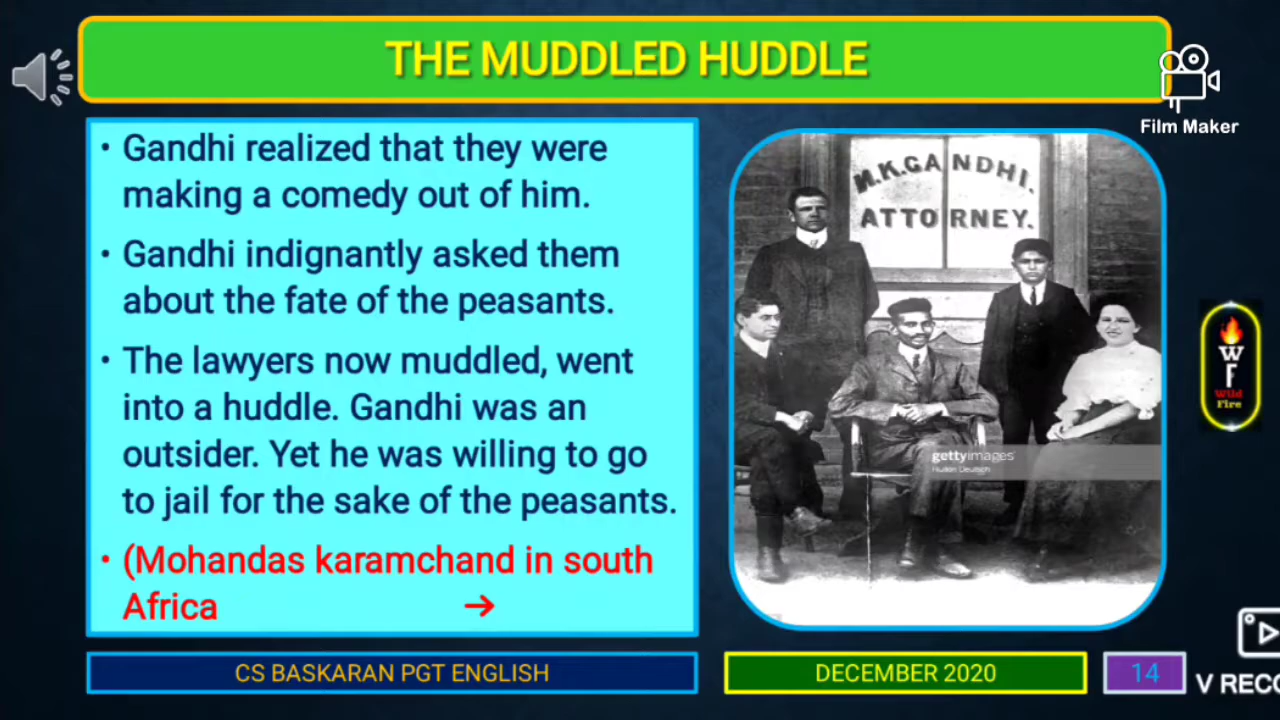 THE MUDDLED HUDDLE
Film Maker
• Gandhi realized that they were
making a comedy out of him.
• Gandhi indignantly asked them
about the fate of the peasants.
• The lawyers now muddled, went
into a huddle. Gandhi was an
outsider. Yet he was willing to go
to jail for the sake of the peasants.
• (Mohandas karamchand in south
Africa →
M.K.GANDHI.
ATTORNEY.
gettyimages
Hulton Deutsch
W
F
Wild
Fire
CS BASKARAN PGT ENGLISH
DECEMBER 2020
14
V RECO